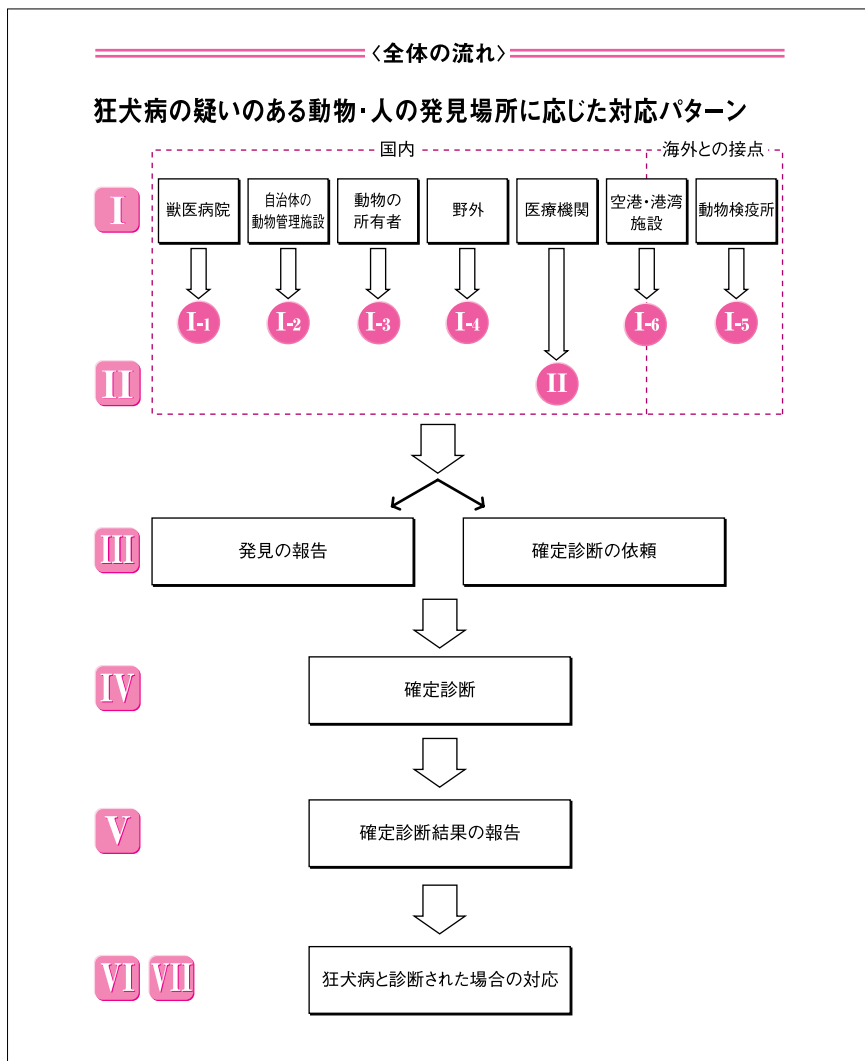 〈全体の流れ〉
狂犬病の疑いのある動物・人の発見場所に応じた対応パターン
国内
海外との接点
I
獣医病院
自治体の
動物管理施設
動物の
所有者
野外
医療機関
空港・港湾
施設
動物検疫所
I-1
I-2
I-3
I-4
I-6
I-5
II
II
III
発見の報告
確定診断の依頼
IV
確定診断
V
確定診断結果の報告
VI VII
狂犬病と診断された場合の対応